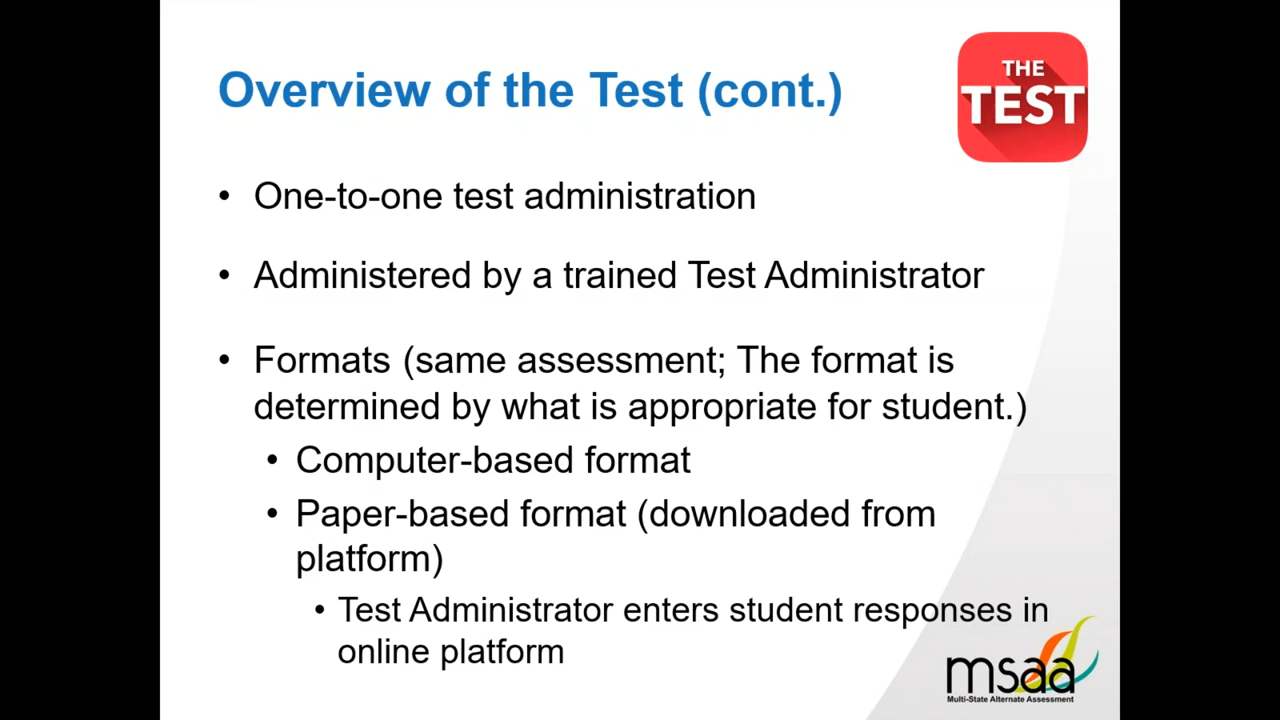 Overview of the Test (cont.)
THE
TEST
• One-to-one test administration
• Administered by a trained Test Administrator
• Formats (same assessment; The format is
determined by what is appropriate for student.)
• Computer-based format
• Paper-based format (downloaded from
platform)
• Test Administrator enters student responses in
online platform
msaa
Multi-State Alternate Assessment